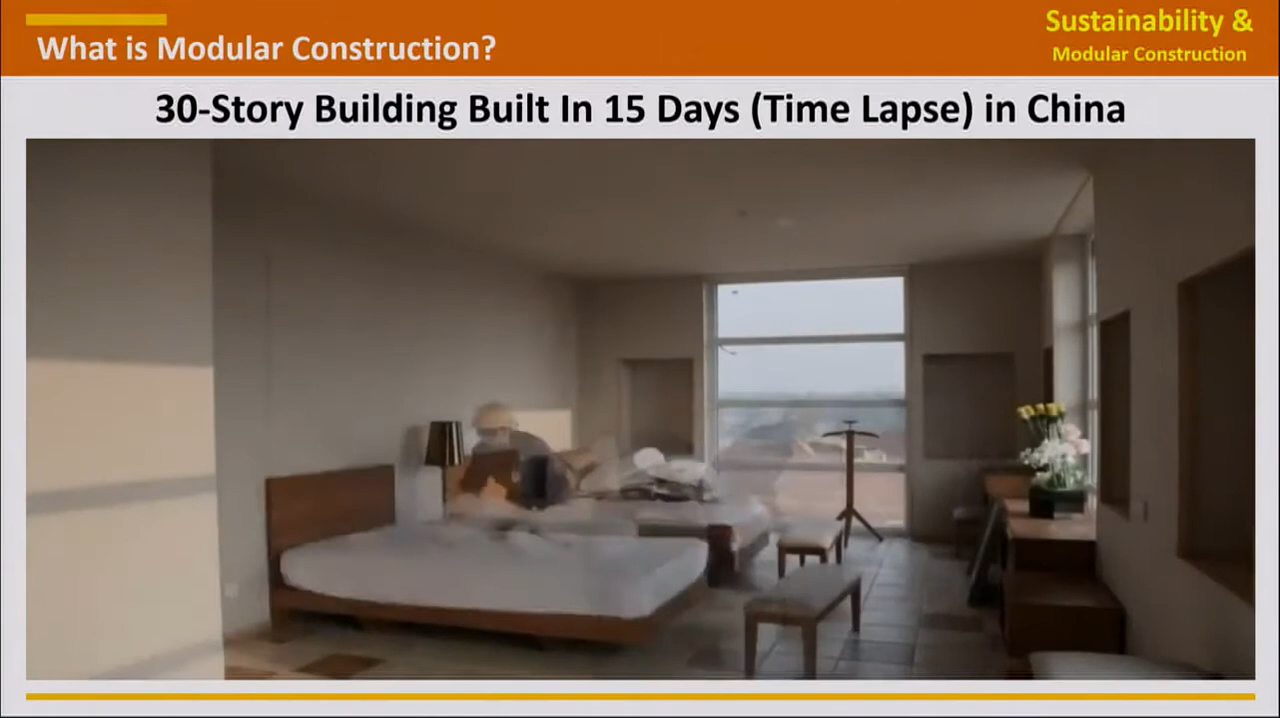 What is Modular Construction?
Sustainability &
Modular Construction
30-Story Building Built In 15 Days (Time Lapse) in China